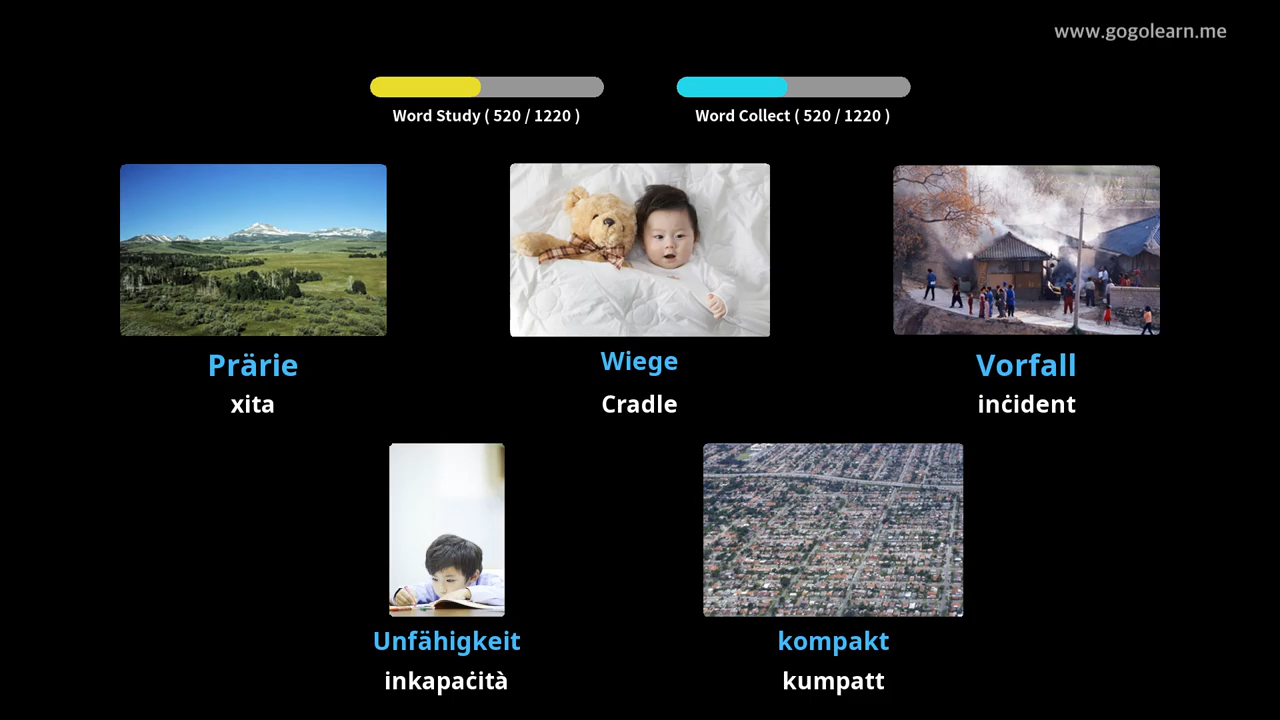 www.gogolearn.me
Word Study ( 520 / 1220 )
Word Collect ( 520 / 1220 )
Prärie
xita
Wiege
Cradle
Vorfall
inċident
Unfähigkeit
inkapaċità
kompakt
kumpatt